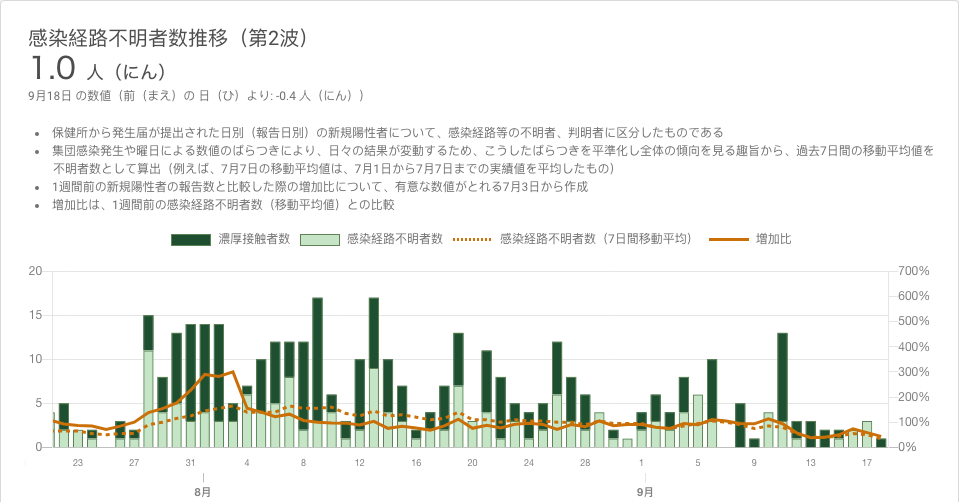 感染経路不明者数推移（第2波）
1.0 人（にん）
9月18日 の数値（前（まえ）の 日（ひ）より: -0.4 人（にん））
保健所から発生届が提出された日別（報告日別）の新規陽性者について、感染経路等の不明者、判明者に区分したものである
集団感染発生や曜日による数値のばらつきにより、日々の結果が変動するため、こうしたばらつきを平準化し全体の傾向を見る趣旨から、過去7日間の移動平均値を
不明者数として算出（例えば、7月7日の移動平均値は、7月1日から7月7日までの実績値を平均したもの）
1週間前の新規陽性者の報告数と比較した際の増加比について、有意な数値がとれる7月3日から作成
増加比は、1週間前の感染経路不明者数（移動平均値）との比較
濃厚接触者数 感染経路不明者数 感染経路不明者数（7日間移動平均） 増加比
20 700%
600%
15 500%
400%
10 300%
5 200%
100%
0 0%
23 27 31 4 8 12 16 20 24 28 1 5 9 13 17
8月 9月